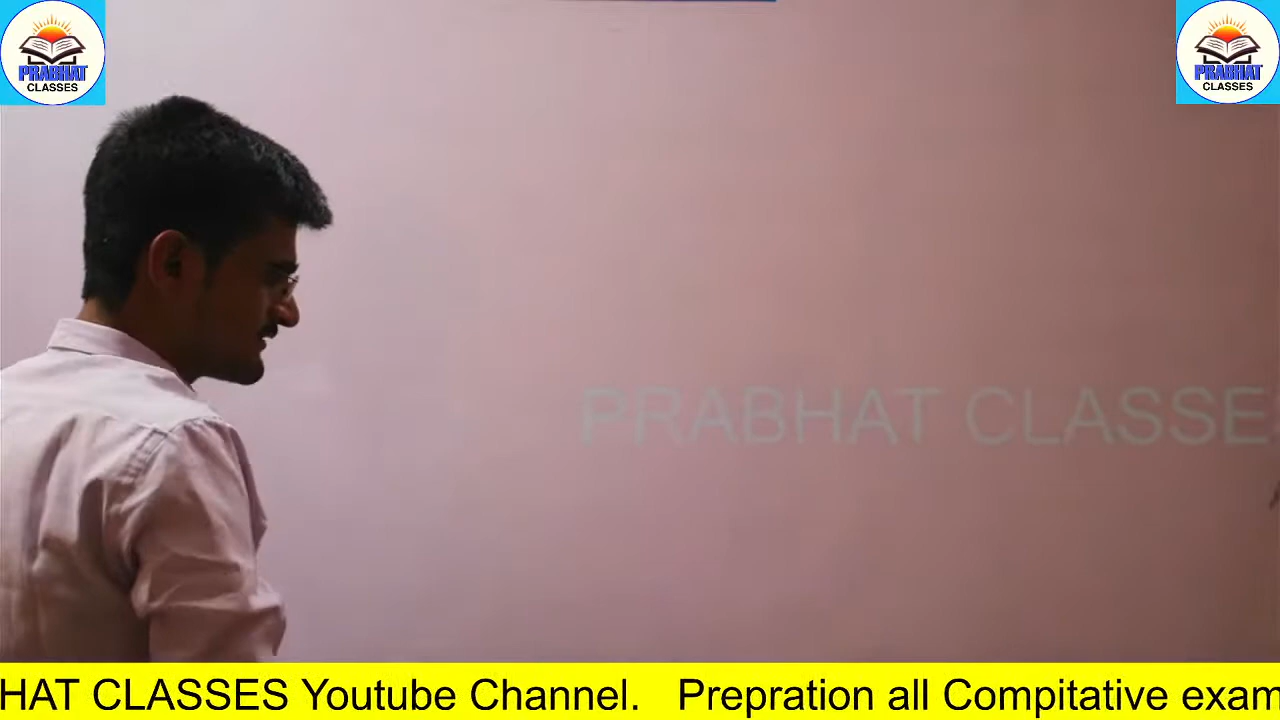 PRABHAT
CLASSES
PRABHAT
CLASSES
PRABHAT CLASSE
HAT CLASSES Youtube Channel. Prepration all Compitative exam